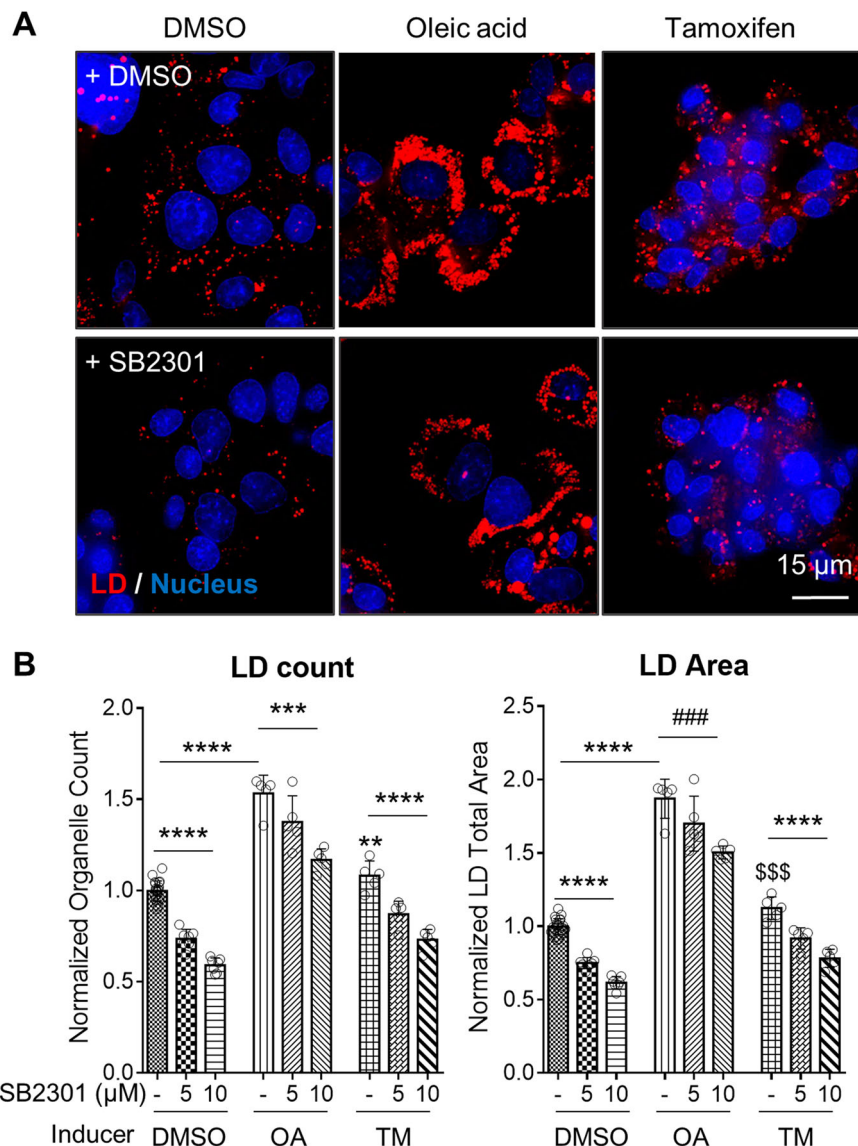 A
DMSO
Oleic acid
Tamoxifen
+ DMSO
+ SB2301
LD / Nucleus
15 µm
B
LD count
LD Area
Normalized Organelle Count
2.0
1.5
1.0
0.5
0.0
****
****
***
**
****
Normalized LD Total Area
2.5
2.0
1.5
1.0
0.5
0.0
****
****
###
$$$
****
SB2301 (µM) - 5 10 - 5 10 - 5 10
- 5 10 - 5 10 - 5 10
Inducer DMSO OA TM
DMSO OA TM